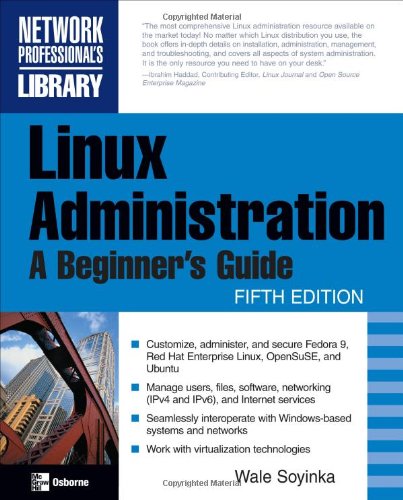 Copyrighted Material
NETWORK
PROFESSIONAL'S
LIBRARY
"The most comprehensive Linux administration resource available on
the market today! No matter which Linux distribution you use, the
book offers in-depth details on installation, administration, management,
and troubleshooting, and covers all aspects of system administration.
It is the only resource you need to have on your desk."
—Ibrahim Haddad, Contributing Editor, Linux Journal and Open Source
Enterprise Magazine
Linux
Administration
A Beginner's Guide
FIFTH EDITION
Customize, administer, and secure Fedora 9,
Red Hat Enterprise Linux, OpenSuSE, and
Ubuntu
Manage users, files, software, networking
(IPv4 and IPv6), and Internet services
Seamlessly interoperate with Windows-based
systems and networks
Work with virtualization technologies
Mc
Graw
Hill
Osborne
Copyrighted Material
Wale Soyinka